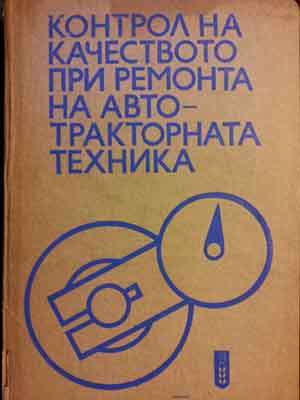 КОНТРОЛ НА
КАЧЕСТВОТО
ПРИ РЕМОНТА
НА АВТО–
ТРАКТОРНАТА
ТЕХНИКА